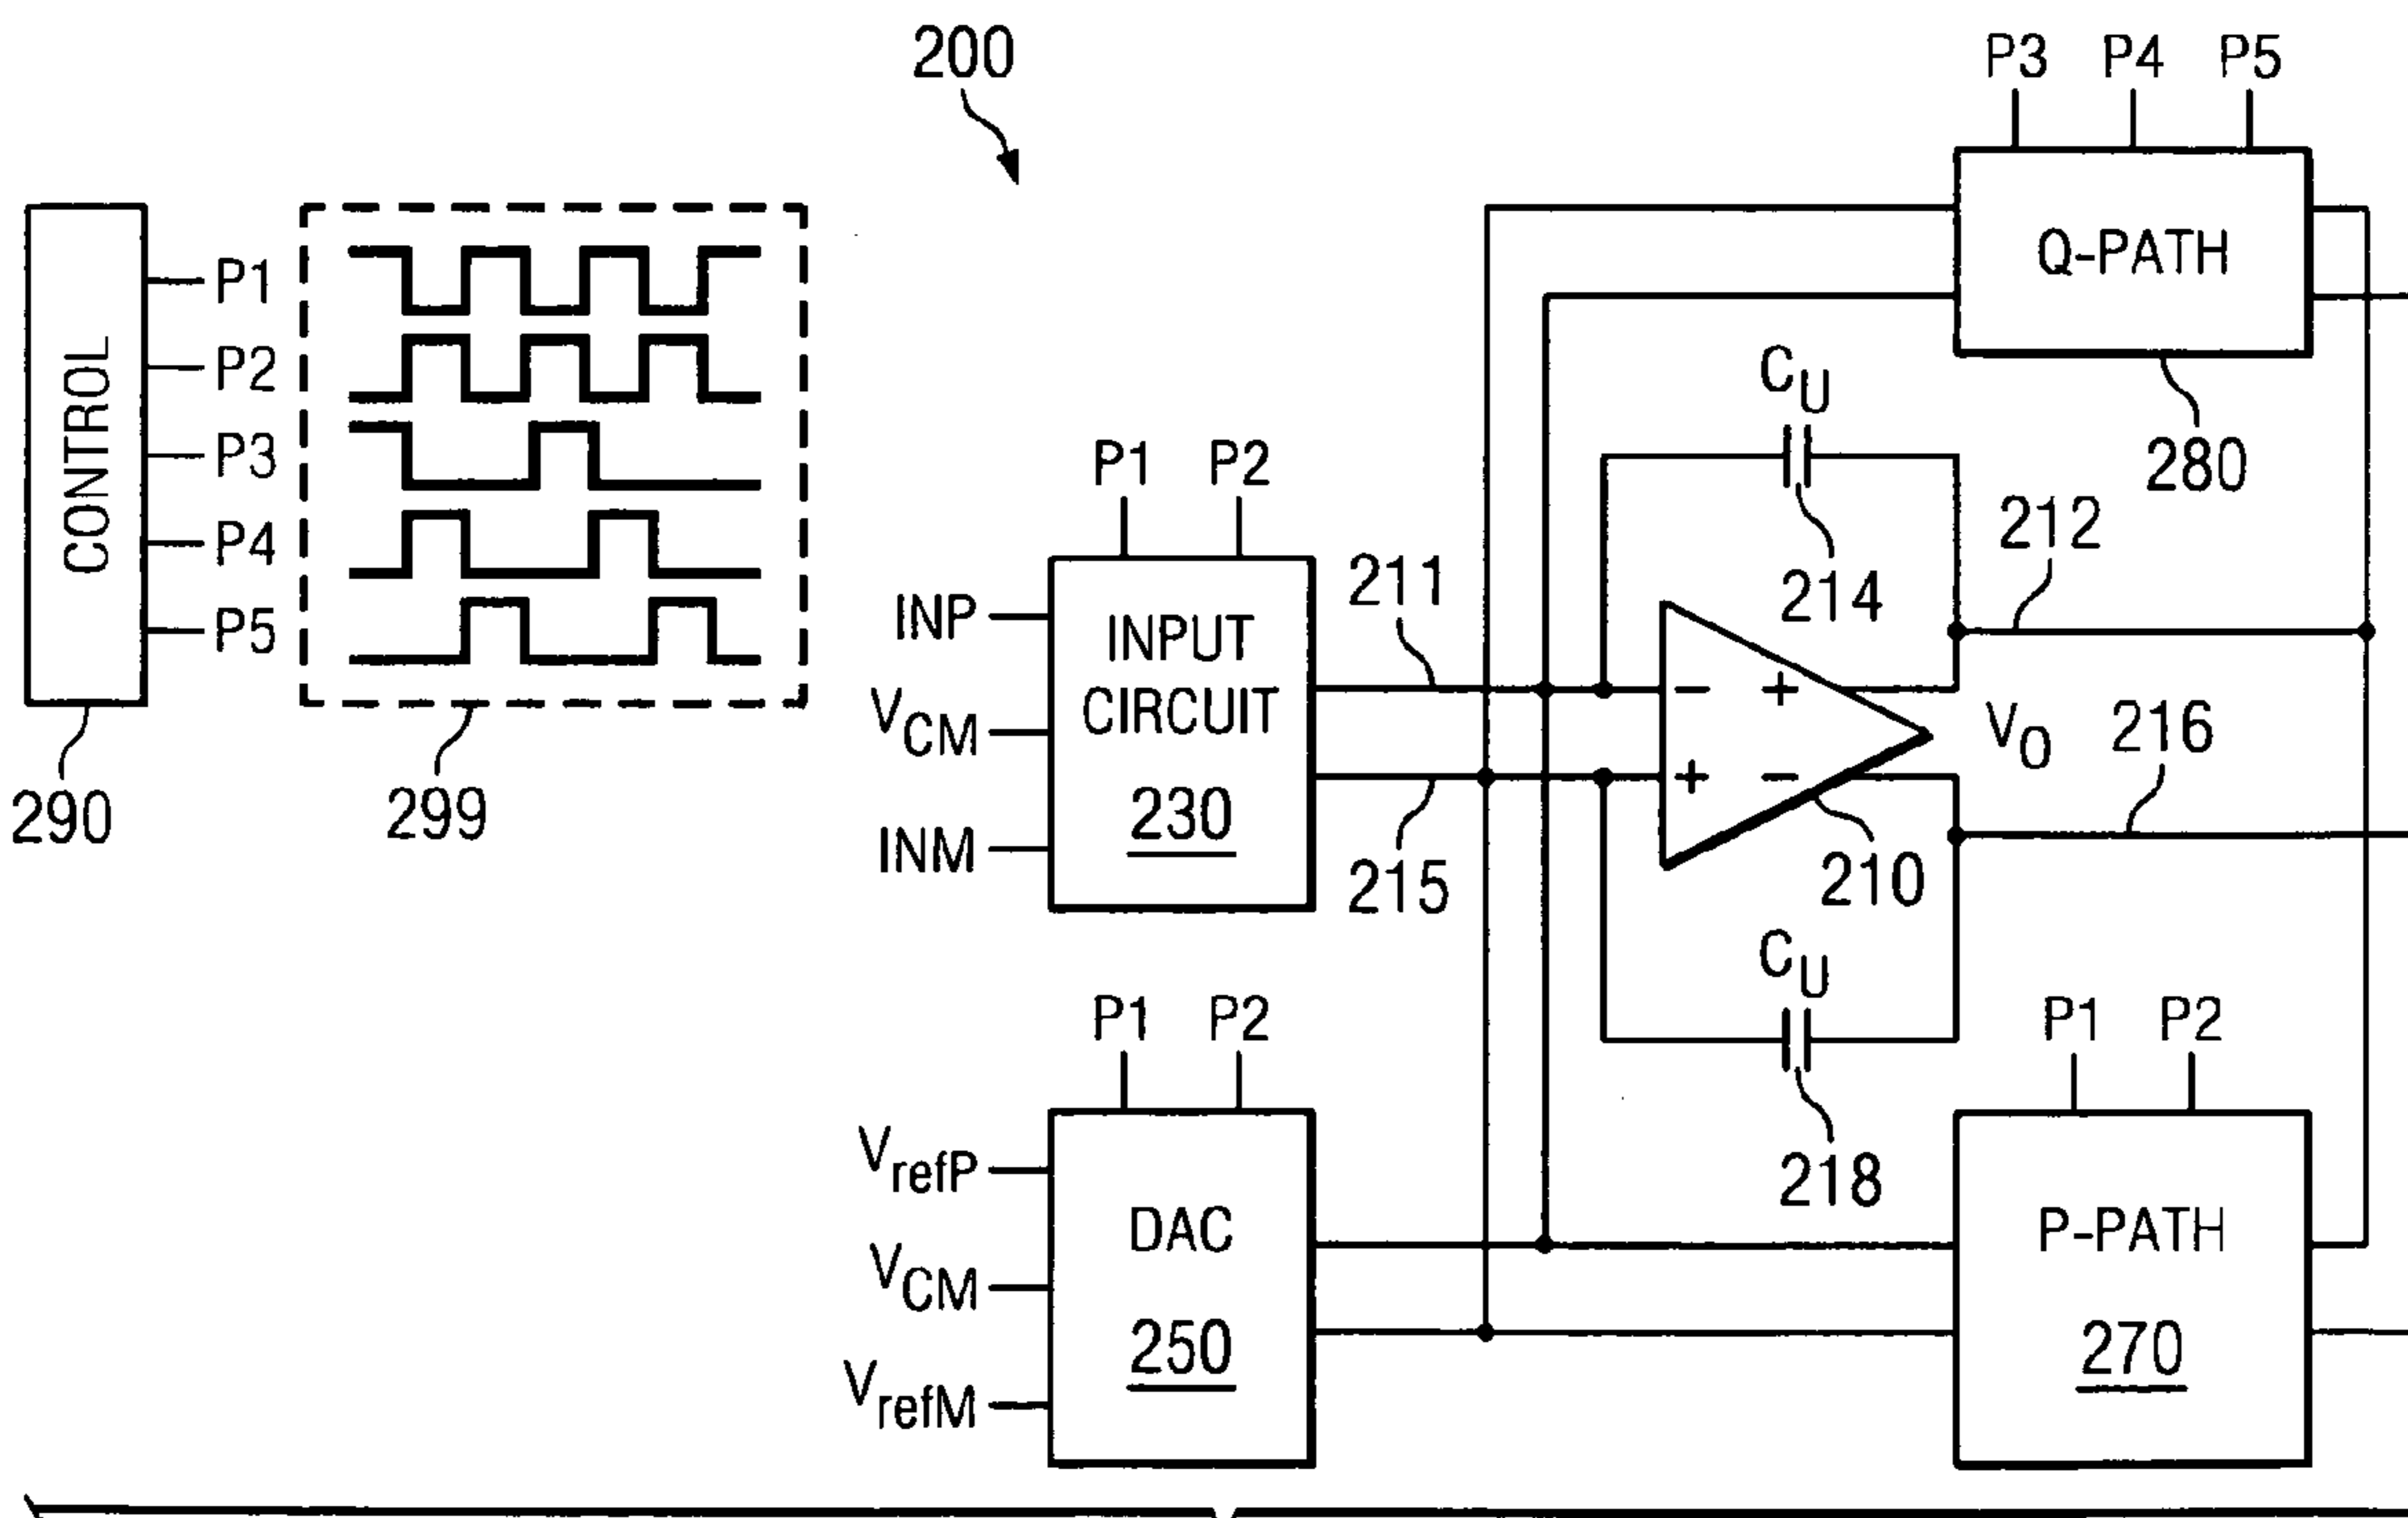 200
P3 P4 P5
CONTROL
P1
P2
P3
P4
P5
290
299
Q-PATH
280
CU
214
212
P1 P2
INP
VCM
INM
INPUT
CIRCUIT
230
211
215
- +
+ -
VO
216
210
CU
218
P1 P2
VrefP
VCM
VrefM
DAC
250
P1 P2
P-PATH
270